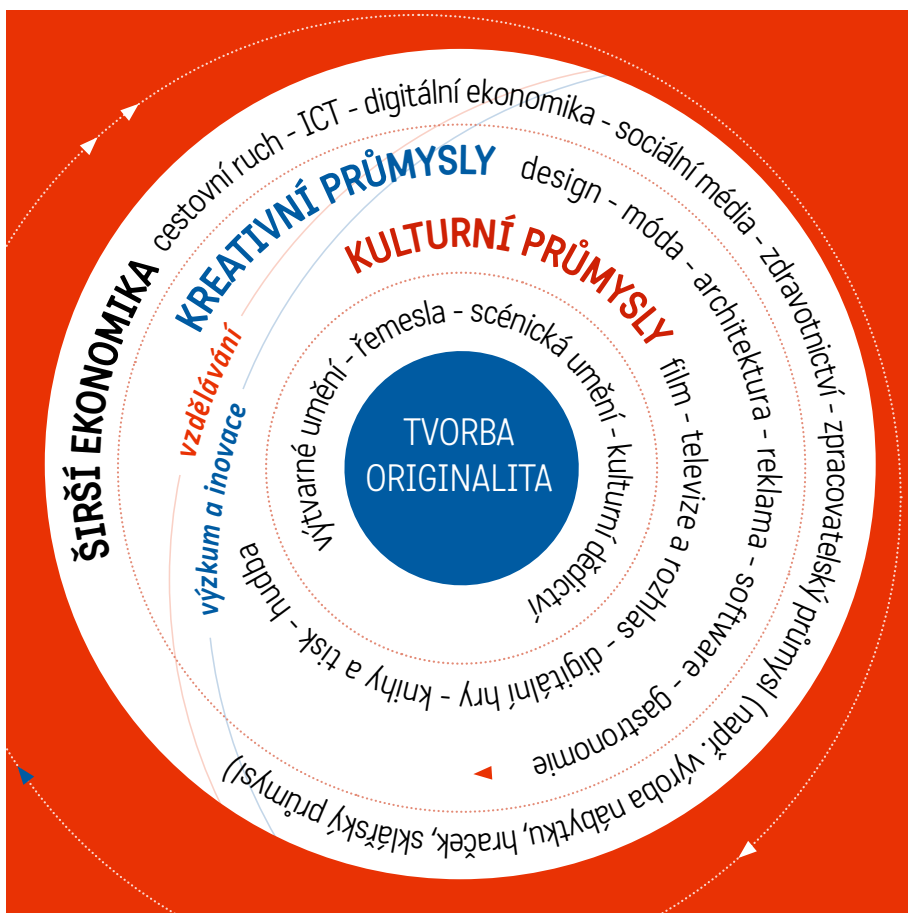 ŠIRŠÍ EKONOMIKA cestovní ruch - ICT - digitální ekonomika - sociální média - zdravotnictví - zpracovatelský průmysl (např. výroba nábytku, hraček, sklářský průmysl)
KREATIVNÍ PRŮMYSLY design - móda - architektura - reklama - software - gastronomie
KULTURNÍ PRŮMYSLY film - televize a rozhlas - digitální hry - knihy a tisk - hudba
výtvarné umění - řemesla - scénická umění - kulturní dědictví
TVORBA
ORIGINALITA
vzdělávání
výzkum a inovace